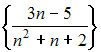 { (3n − 5) / (n² + n + 2) }